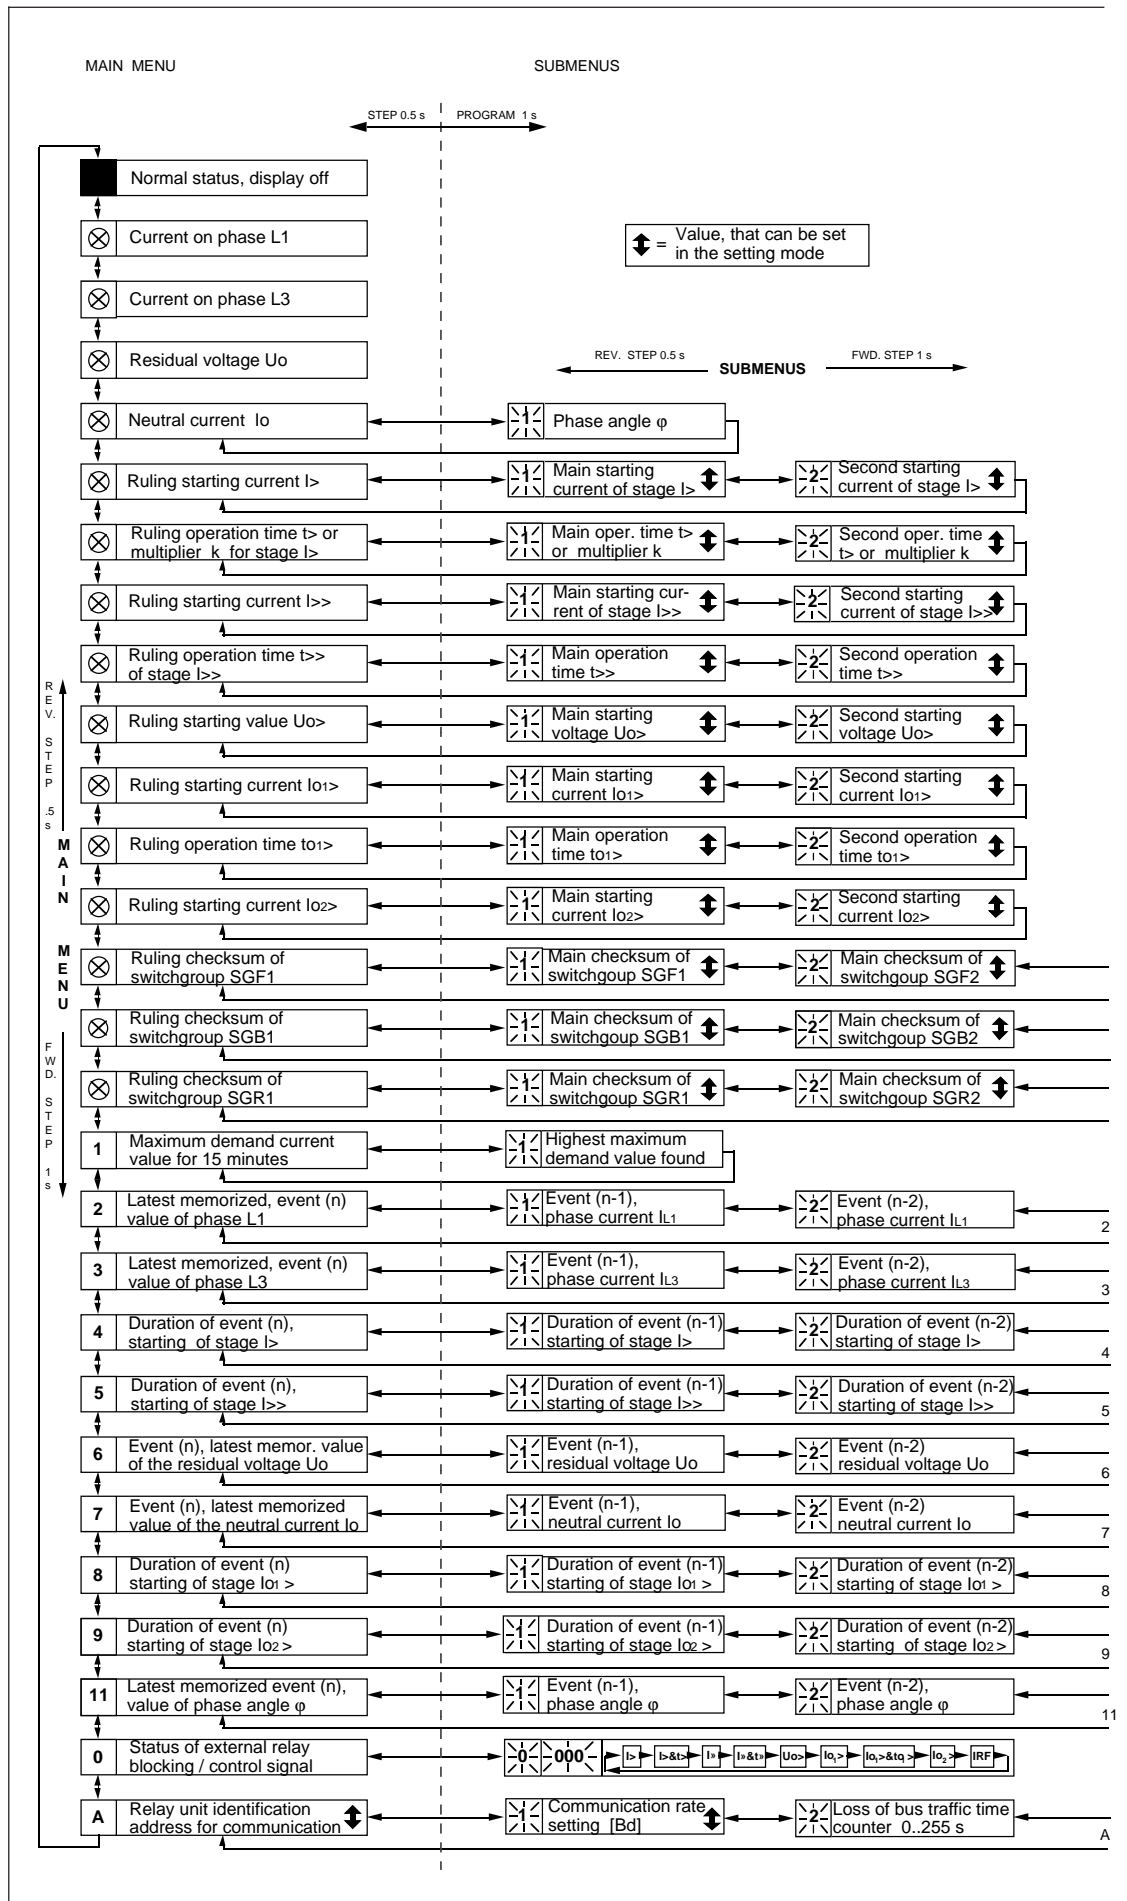 MAIN MENU
SUBMENUS
STEP 0.5 s
PROGRAM 1 s
Normal status, display off
Current on phase L1
= Value, that can be set
in the setting mode
Current on phase L3
Residual voltage Uo
REV. STEP 0.5 s
SUBMENUS
FWD. STEP 1 s
Neutral current Io
1 Phase angle φ
Ruling starting current I>
1 Main starting
current of stage I>
2 Second starting
current of stage I>
Ruling operation time t> or
multiplier k for stage I>
1 Main oper. time t>
or multiplier k
2 Second oper. time
t> or multiplier k
Ruling starting current I>>
1 Main starting cur-
rent of stage I>>
2 Second starting
current of stage I>>
Ruling operation time t>>
of stage I>>
1 Main operation
time t>>
2 Second operation
time t>>
REV. STEP .5 s
MAIN MENU
FWD. STEP 1 s
Ruling starting value Uo>
1 Main starting
voltage Uo>
2 Second starting
voltage Uo>
Ruling starting current Io1>
1 Main starting
current Io1>
2 Second starting
current Io1>
Ruling operation time to1>
1 Main operation
time to1>
2 Second operation
time to1>
Ruling starting current Io2>
1 Main starting
current Io2>
2 Second starting
current Io2>
Ruling checksum of
switchgroup SGF1
1 Main checksum of
switchgoup SGF1
2 Main checksum of
switchgoup SGF2
Ruling checksum of
switchgroup SGB1
1 Main checksum of
switchgroup SGB1
2 Main checksum of
switchgroup SGB2
Ruling checksum of
switchgroup SGR1
1 Main checksum of
switchgroup SGR1
2 Main checksum of
switchgroup SGR2
1 Maximum demand current
value for 15 minutes
1 Highest maximum
demand value found
2 Latest memorized, event (n)
value of phase L1
1 Event (n-1),
phase current IL1
2 Event (n-2),
phase current IL1
2
3 Latest memorized, event (n)
value of phase L3
1 Event (n-1),
phase current IL3
2 Event (n-2),
phase current IL3
3
4 Duration of event (n),
starting of stage I>
1 Duration of event (n-1)
starting of stage I>
2 Duration of event (n-2)
starting of stage I>
4
5 Duration of event (n),
starting of stage I>>
1 Duration of event (n-1)
starting of stage I>>
2 Duration of event (n-2)
starting of stage I>>
5
6 Event (n), latest memor. value
of the residual voltage Uo
1 Event (n-1),
residual voltage Uo
2 Event (n-2)
residual voltage Uo
6
7 Event (n), latest memorized
value of the neutral current Io
1 Event (n-1),
neutral current Io
2 Event (n-2)
neutral current Io
7
8 Duration of event (n)
starting of stage Io1 >
1 Duration of event (n-1)
starting of stage Io1 >
2 Duration of event (n-2)
starting of stage Io1 >
8
9 Duration of event (n)
starting of stage Io2 >
1 Duration of event (n-1)
starting of stage Io2 >
2 Duration of event (n-2)
starting of stage Io2 >
9
11 Latest memorized event (n),
value of phase angle φ
1 Event (n-1),
phase angle φ
2 Event (n-2),
phase angle φ
11
0 Status of external relay
blocking / control signal
0 000 I> I>&t> I» I»&t» Uo> Io1> Io1>&to1> Io2> IRF
A Relay unit identification
address for communication
1 Communication rate
setting [Bd]
2 Loss of bus traffic time
counter 0..255 s
A